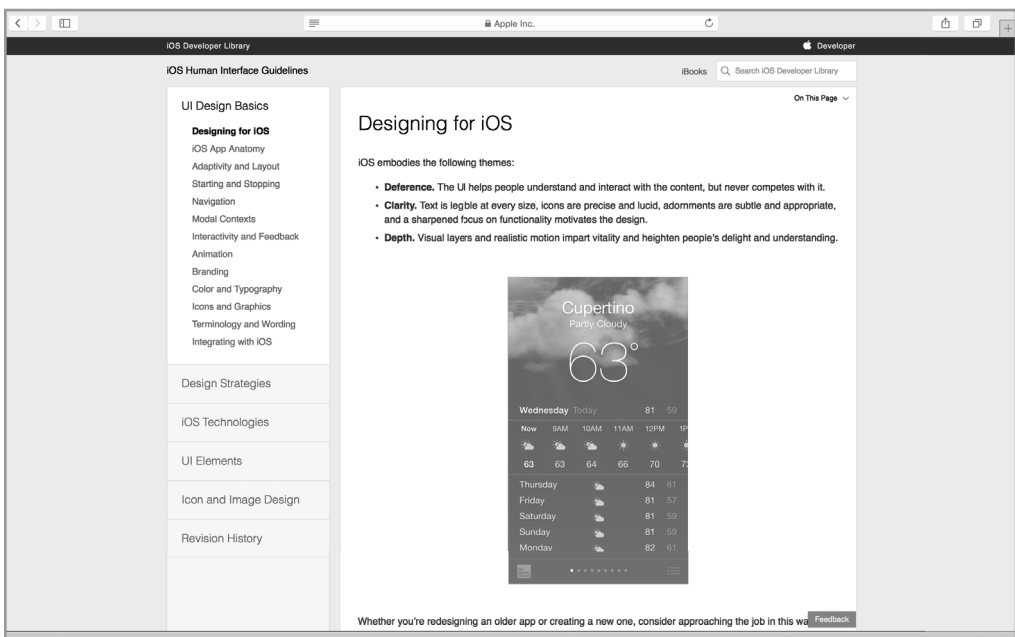 Apple Inc.
iOS Developer Library
Developer
iOS Human Interface Guidelines
iBooks
Search iOS Developer Library
UI Design Basics
Designing for iOS
iOS App Anatomy
Adaptivity and Layout
Starting and Stopping
Navigation
Modal Contexts
Interactivity and Feedback
Animation
Branding
Color and Typography
Icons and Graphics
Terminology and Wording
Integrating with iOS
Design Strategies
iOS Technologies
UI Elements
Icon and Image Design
Revision History
On This Page
Designing for iOS
iOS embodies the following themes:
• Deference. The UI helps people understand and interact with the content, but never competes with it.
• Clarity. Text is legible at every size, icons are precise and lucid, adornments are subtle and appropriate,
and a sharpened focus on functionality motivates the design.
• Depth. Visual layers and realistic motion impart vitality and heighten people's delight and understanding.
Cupertino
Partly Cloudy
63°
Wednesday Today 81 59
Now 9AM 10AM 11AM 12PM 1P
63 63 64 66 70 7
Thursday 84 61
Friday 81 57
Saturday 81 59
Sunday 81 59
Monday 82 61
Whether you're redesigning an older app or creating a new one, consider approaching the job in this wa
Feedback